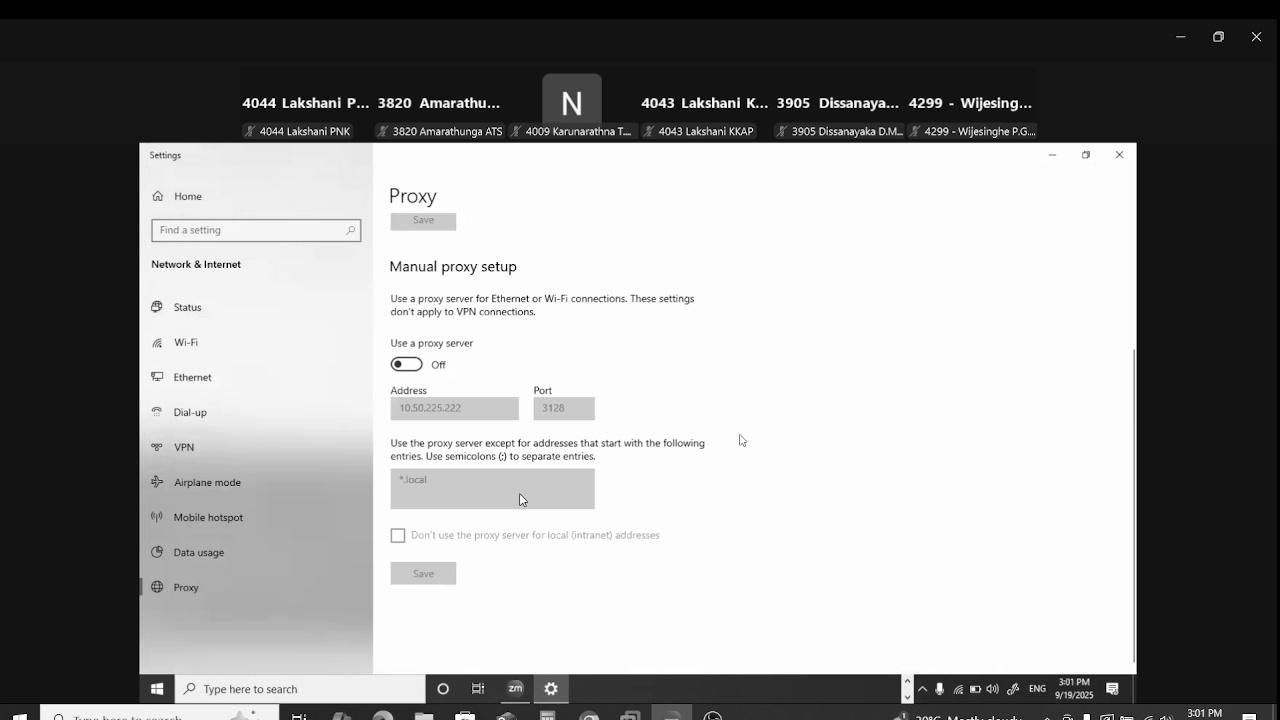 4044 Lakshani P... 3820 Amarathu... N 4043 Lakshani K... 3905 Dissanaya... 4299 - Wijesing...
4044 Lakshani PNK 3820 Amarathunga ATS 4009 Karunarathna T... 4043 Lakshani KKAP 3905 Dissanayaka D.M... 4299 - Wijesinghe P.G....
Settings
Home
Find a setting
Network & Internet
Status
Wi-Fi
Ethernet
Dial-up
VPN
Airplane mode
Mobile hotspot
Data usage
Proxy
Proxy
Save
Manual proxy setup
Use a proxy server for Ethernet or Wi-Fi connections. These settings
don't apply to VPN connections.
Use a proxy server
Off
Address Port
10.50.225.222 3128
Use the proxy server except for addresses that start with the following
entries. Use semicolons (;) to separate entries.
*.local
Don't use the proxy server for local (intranet) addresses
Save
Type here to search zm ENG 3:01 PM
9/19/2025
Type here to search Mostly cloudy 3:01 PM